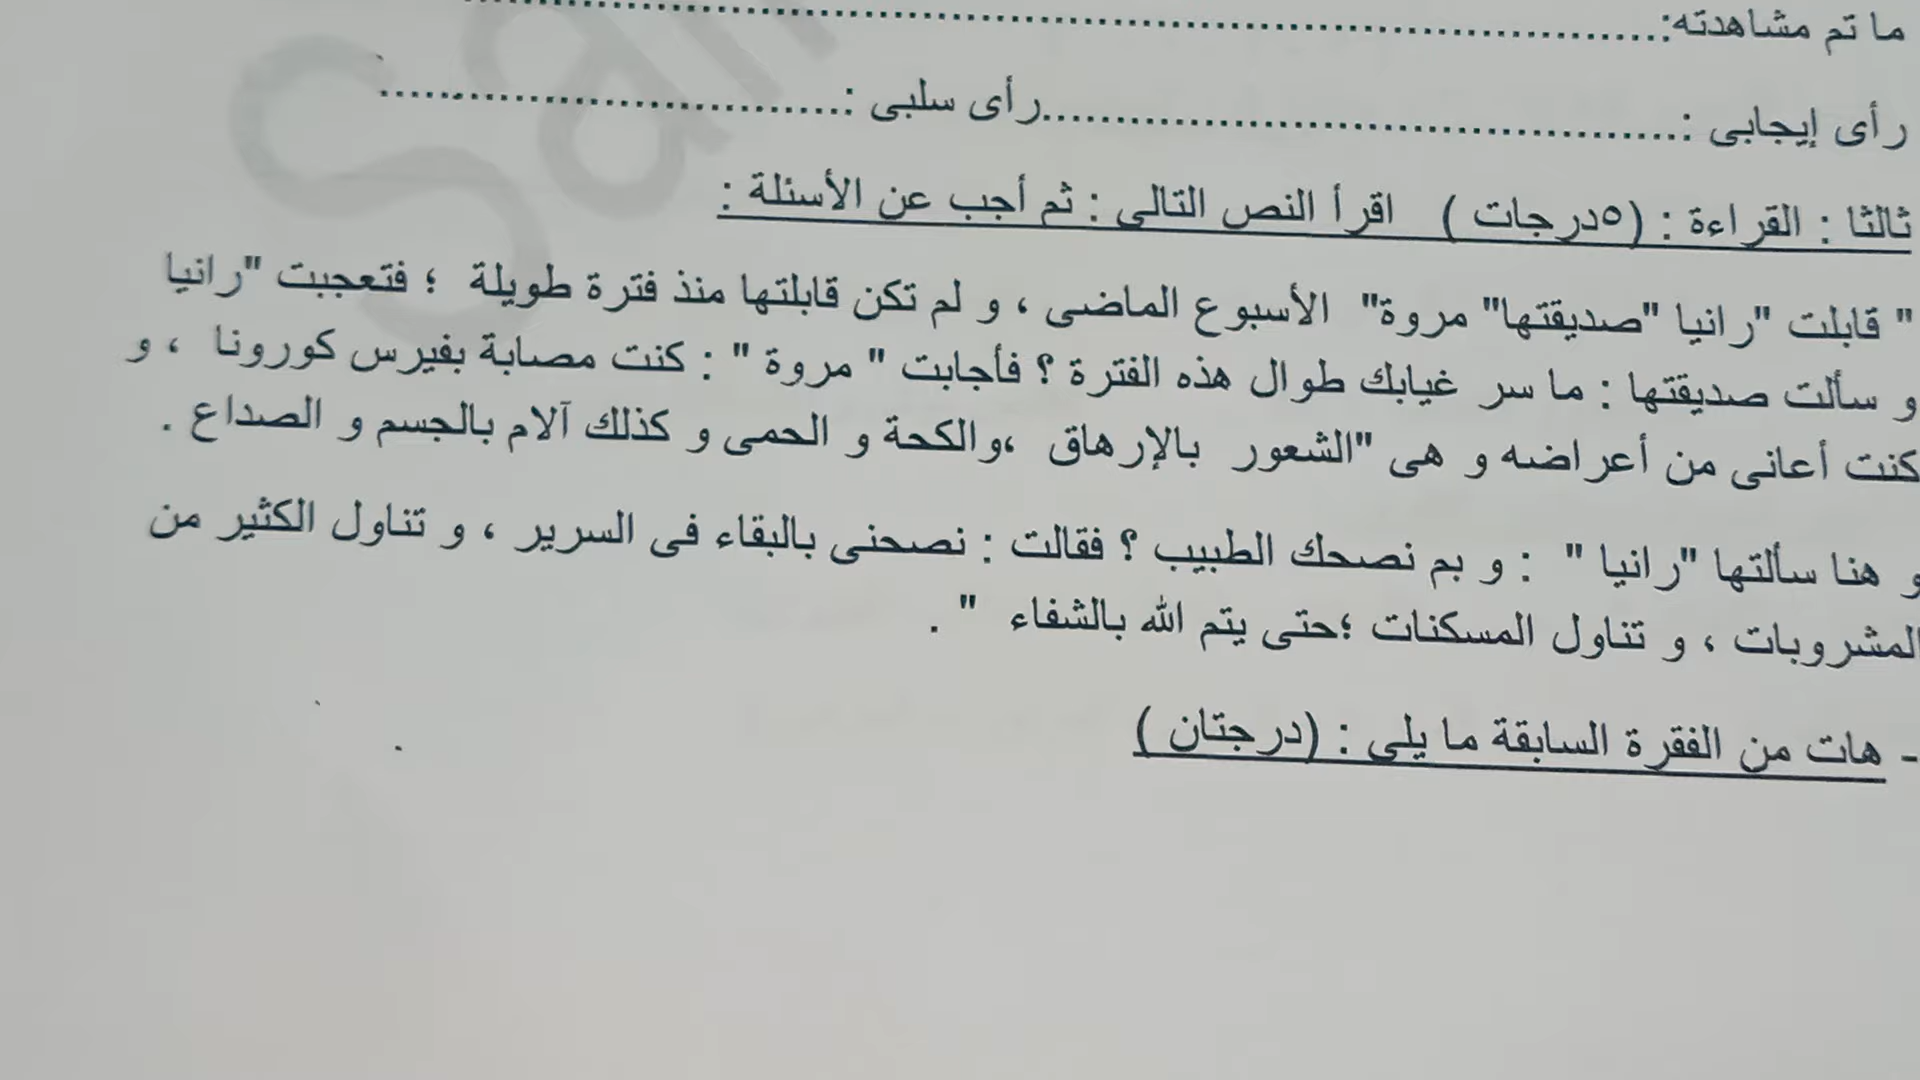 ما تم مشاهدته:......................................................................
رأى إيجابى :..............................................رأى سلبى :................................
ثالثا : القراءة : (٥درجات ) اقرأ النص التالى : ثم أجب عن الأسئلة :
" قابلت "رانيا "صديقتها" مروة" الأسبوع الماضى ، و لم تكن قابلتها منذ فترة طويلة ؛ فتعجبت "رانيا
و سألت صديقتها : ما سر غيابك طوال هذه الفترة ؟ فأجابت " مروة " : كنت مصابة بفيرس كورونا ، و
كنت أعانى من أعراضه و هى "الشعور بالإرهاق ،والكحة و الحمى و كذلك آلام بالجسم و الصداع .
و هنا سألتها "رانيا " : و بم نصحك الطبيب ؟ فقالت : نصحنى بالبقاء فى السرير ، و تناول الكثير من
المشروبات ، و تناول المسكنات ؛حتى يتم الله بالشفاء " .
- هات من الفقرة السابقة ما يلى : (درجتان )